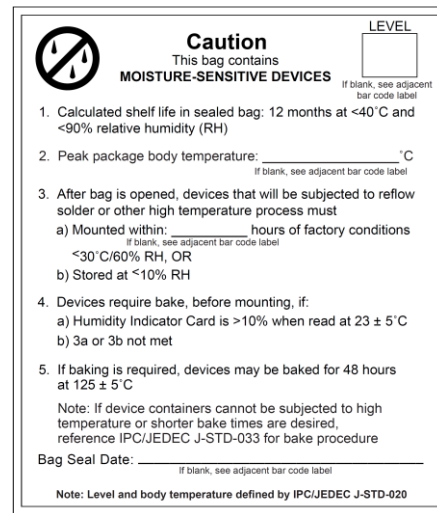 LEVEL
Caution
This bag contains
MOISTURE-SENSITIVE DEVICES
If blank, see adjacent
bar code label
1. Calculated shelf life in sealed bag: 12 months at <40˚C and
<90% relative humidity (RH)
2. Peak package body temperature: ____________________˚C
If blank, see adjacent bar code label
3. After bag is opened, devices that will be subjected to reflow
solder or other high temperature process must
a) Mounted within: ___________ hours of factory conditions
If blank, see adjacent bar code label
<30˚C/60% RH, OR
b) Stored at <10% RH
4. Devices require bake, before mounting, if:
a) Humidity Indicator Card is >10% when read at 23 ± 5˚C
b) 3a or 3b not met
5. If baking is required, devices may be baked for 48 hours
at 125 ± 5˚C
Note: If device containers cannot be subjected to high
temperature or shorter bake times are desired,
reference IPC/JEDEC J-STD-033 for bake procedure
Bag Seal Date: ________________________________________
If blank, see adjacent bar code label
Note: Level and body temperature defined by IPC/JEDEC J-STD-020